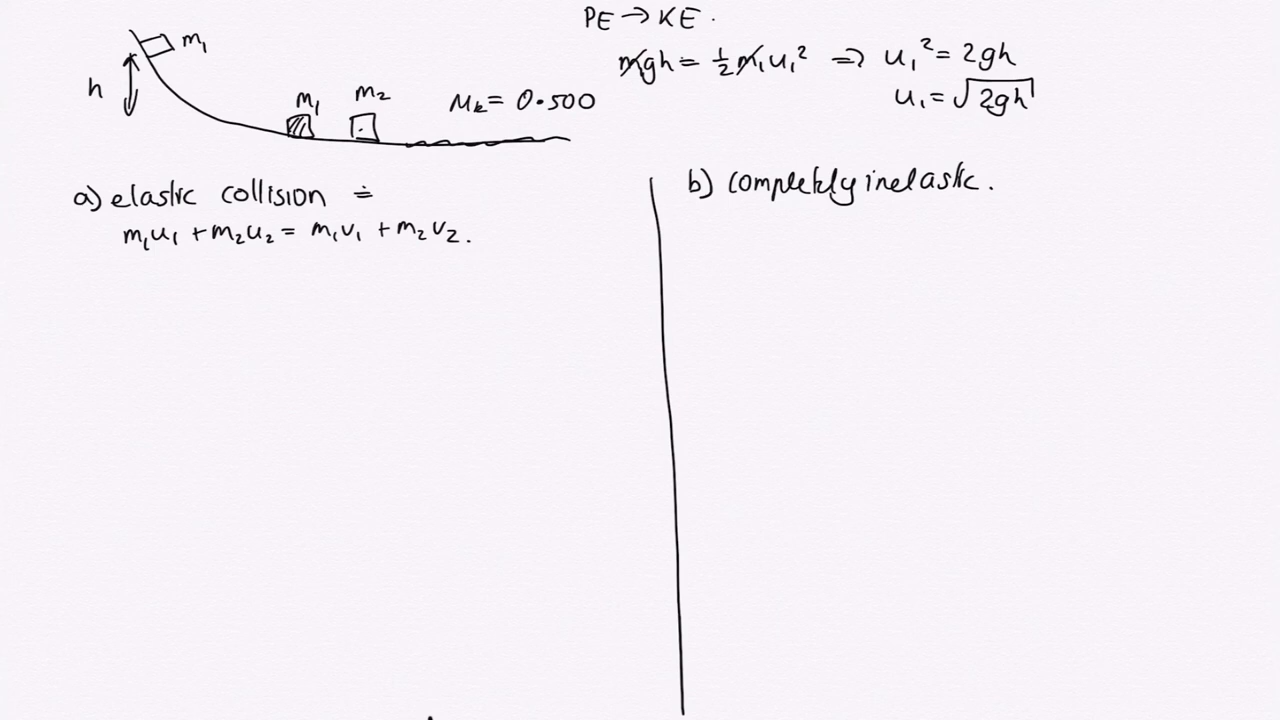 PE → KE.
m₁
mgh = ½m₁u₁² ⇒ u₁² = 2gh
h
m₁ m₂ μₖ = 0.500 u₁ = √2gh
a) elastic collision =
b) completely inelastic.
m₁u₁ + m₂u₂ = m₁v₁ + m₂v₂.